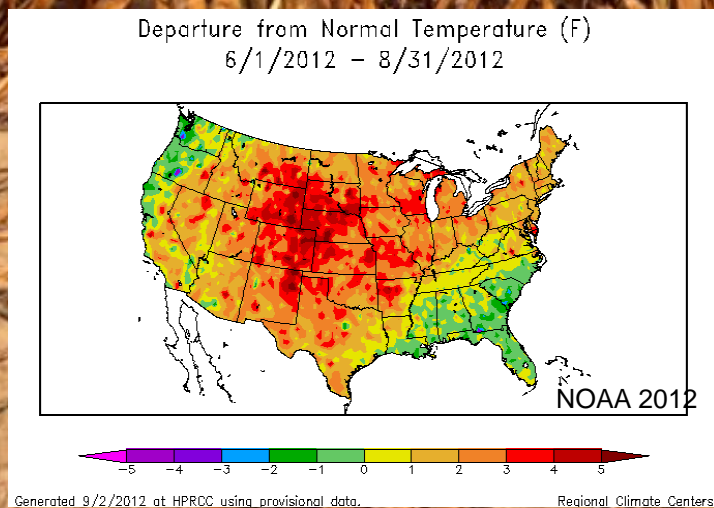 Departure from Normal Temperature (F)
6/1/2012 – 8/31/2012
NOAA 2012
-5 -4 -3 -2 -1 0 1 2 3 4 5
Generated 9/2/2012 at HPRCC using provisional data. Regional Climate Centers